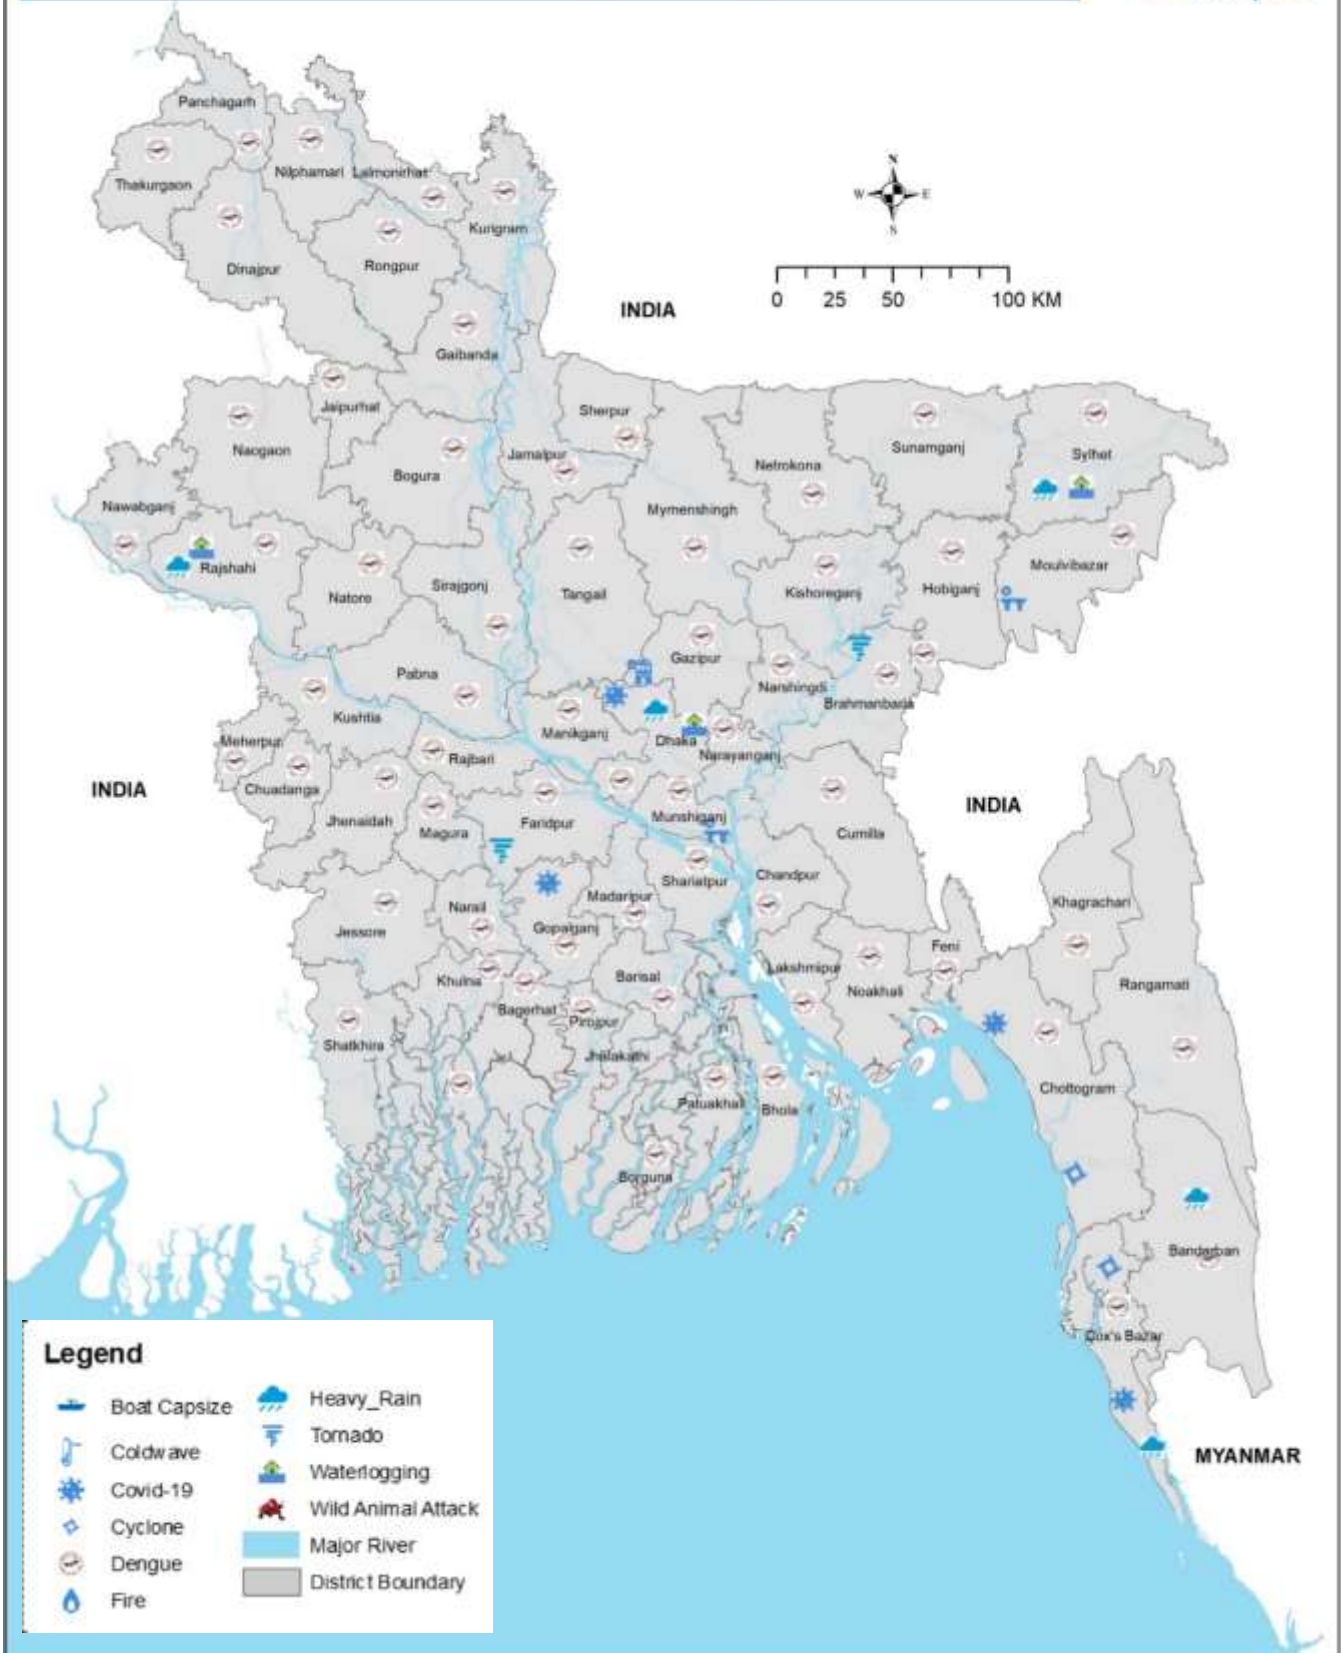 Panchagarh
Thakurgaon
Nilphamari
Lalmonirhat
Kurigram
Dinajpur
Rongpur
Gaibanda
N
W
E
S
0
25
50
100 KM
INDIA
Jaipurhat
Naogaon
Bogura
Sherpur
Jamalpur
Netrokona
Sunamganj
Sylhet
Nawabganj
Rajshahi
Natore
Sirajgonj
Tangail
Mymenshingh
Kishoreganj
Hobiganj
Moulvibazar
Pabna
Gazipur
Narshingdi
Brahmanbaria
Kushtia
Manikganj
Dhaka
Narayanganj
Meherpur
Chuadanga
Rajbari
INDIA
Jhenaidah
Magura
Faridpur
Munshiganj
Cumilla
INDIA
Shariatpur
Chandpur
Jessore
Narail
Gopalganj
Madaripur
Khagrachari
Feni
Khulna
Bagerhat
Barisal
Lakshmipur
Noakhali
Rangamati
Shatkhira
Pirojpur
Jhalakathi
Patuakhali
Bhola
Chottogram
Borguna
Bandarban
Cox's Bazar
MYANMAR
Legend
Boat Capsize
Coldwave
Covid-19
Cyclone
Dengue
Fire
Heavy_Rain
Tornado
Waterlogging
Wild Animal Attack
Major River
District Boundary